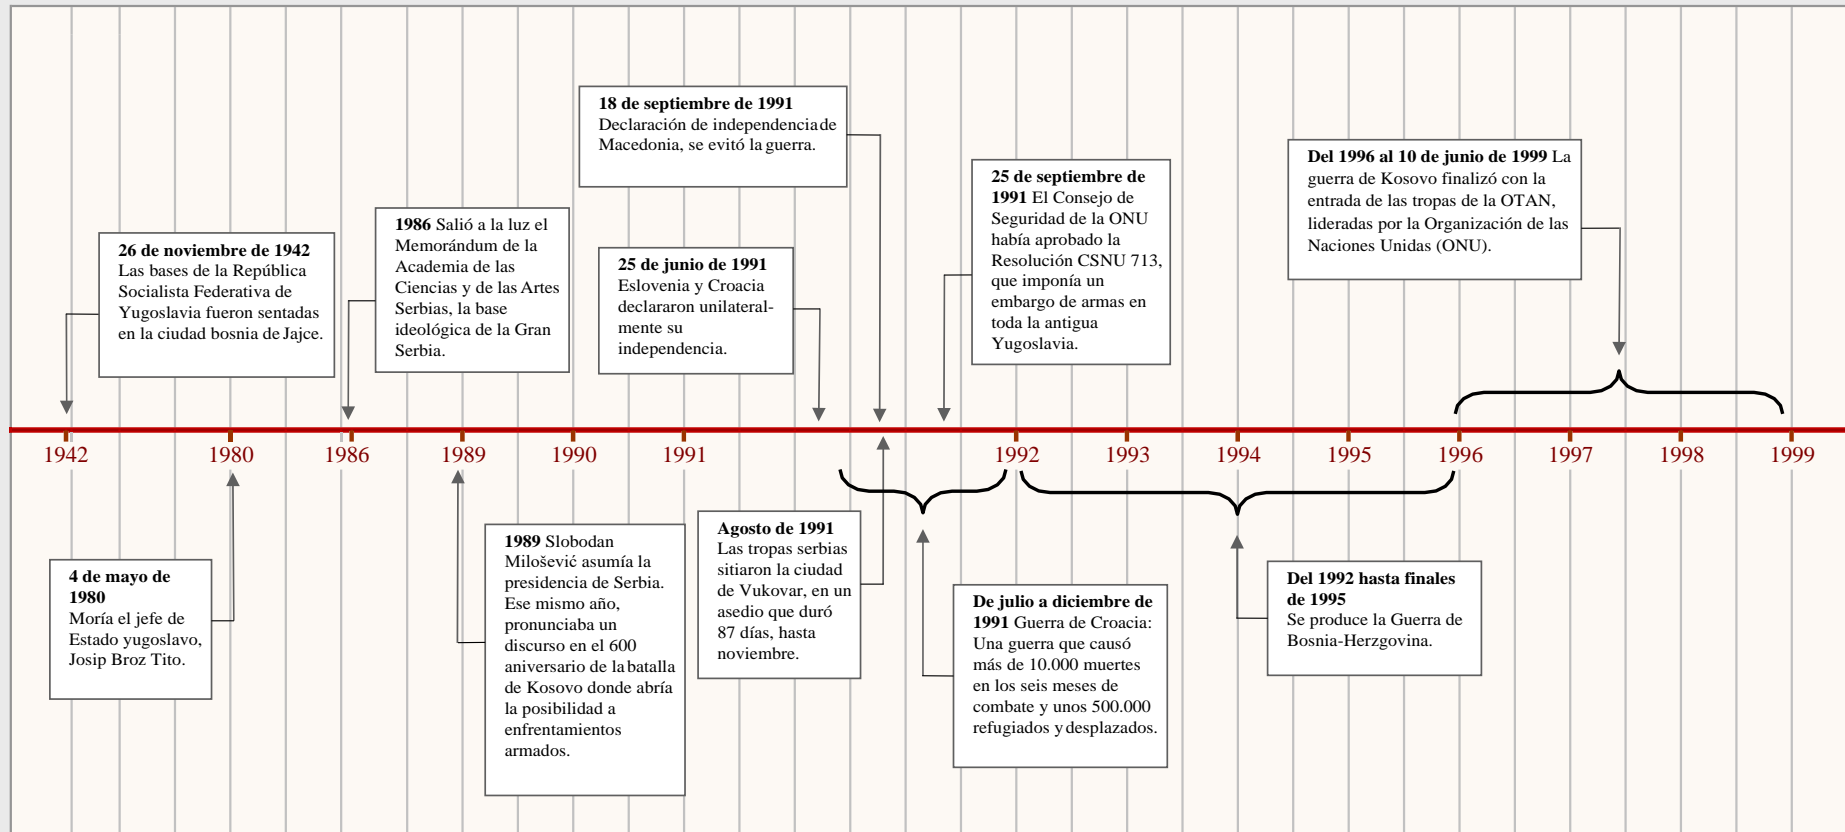 18 de septiembre de 1991
Declaración de independencia de
Macedonia, se evitó la guerra.
Del 1996 al 10 de junio de 1999 La
guerra de Kosovo finalizó con la
entrada de las tropas de la OTAN,
lideradas por la Organización de las
Naciones Unidas (ONU).
25 de septiembre de
1991 El Consejo de
Seguridad de la ONU
había aprobado la
Resolución CSNU 713,
que imponía un
embargo de armas en
toda la antigua
Yugoslavia.
1986 Salió a la luz el
Memorándum de la
Academia de las
Ciencias y de las Artes
Serbias, la base
ideológica de la Gran
Serbia.
26 de noviembre de 1942
Las bases de la República
Socialista Federativa de
Yugoslavia fueron sentadas
en la ciudad bosnia de Jajce.
25 de junio de 1991
Eslovenia y Croacia
declararon unilateral-
mente su
independencia.
1942 1980 1986 1989 1990 1991 1992 1993 1994 1995 1996 1997 1998 1999
4 de mayo de
1980
Moría el jefe de
Estado yugoslavo,
Josip Broz Tito.
1989 Slobodan
Milošević asumía la
presidencia de Serbia.
Ese mismo año,
pronunciaba un
discurso en el 600
aniversario de la batalla
de Kosovo donde abría
la posibilidad a
enfrentamientos
armados.
Agosto de 1991
Las tropas serbias
sitiaron la ciudad
de Vukovar, en un
asedio que duró
87 días, hasta
noviembre.
De julio a diciembre de
1991 Guerra de Croacia:
Una guerra que causó
más de 10.000 muertes
en los seis meses de
combate y unos 500.000
refugiados y desplazados.
Del 1992 hasta finales
de 1995
Se produce la Guerra de
Bosnia-Herzgovina.